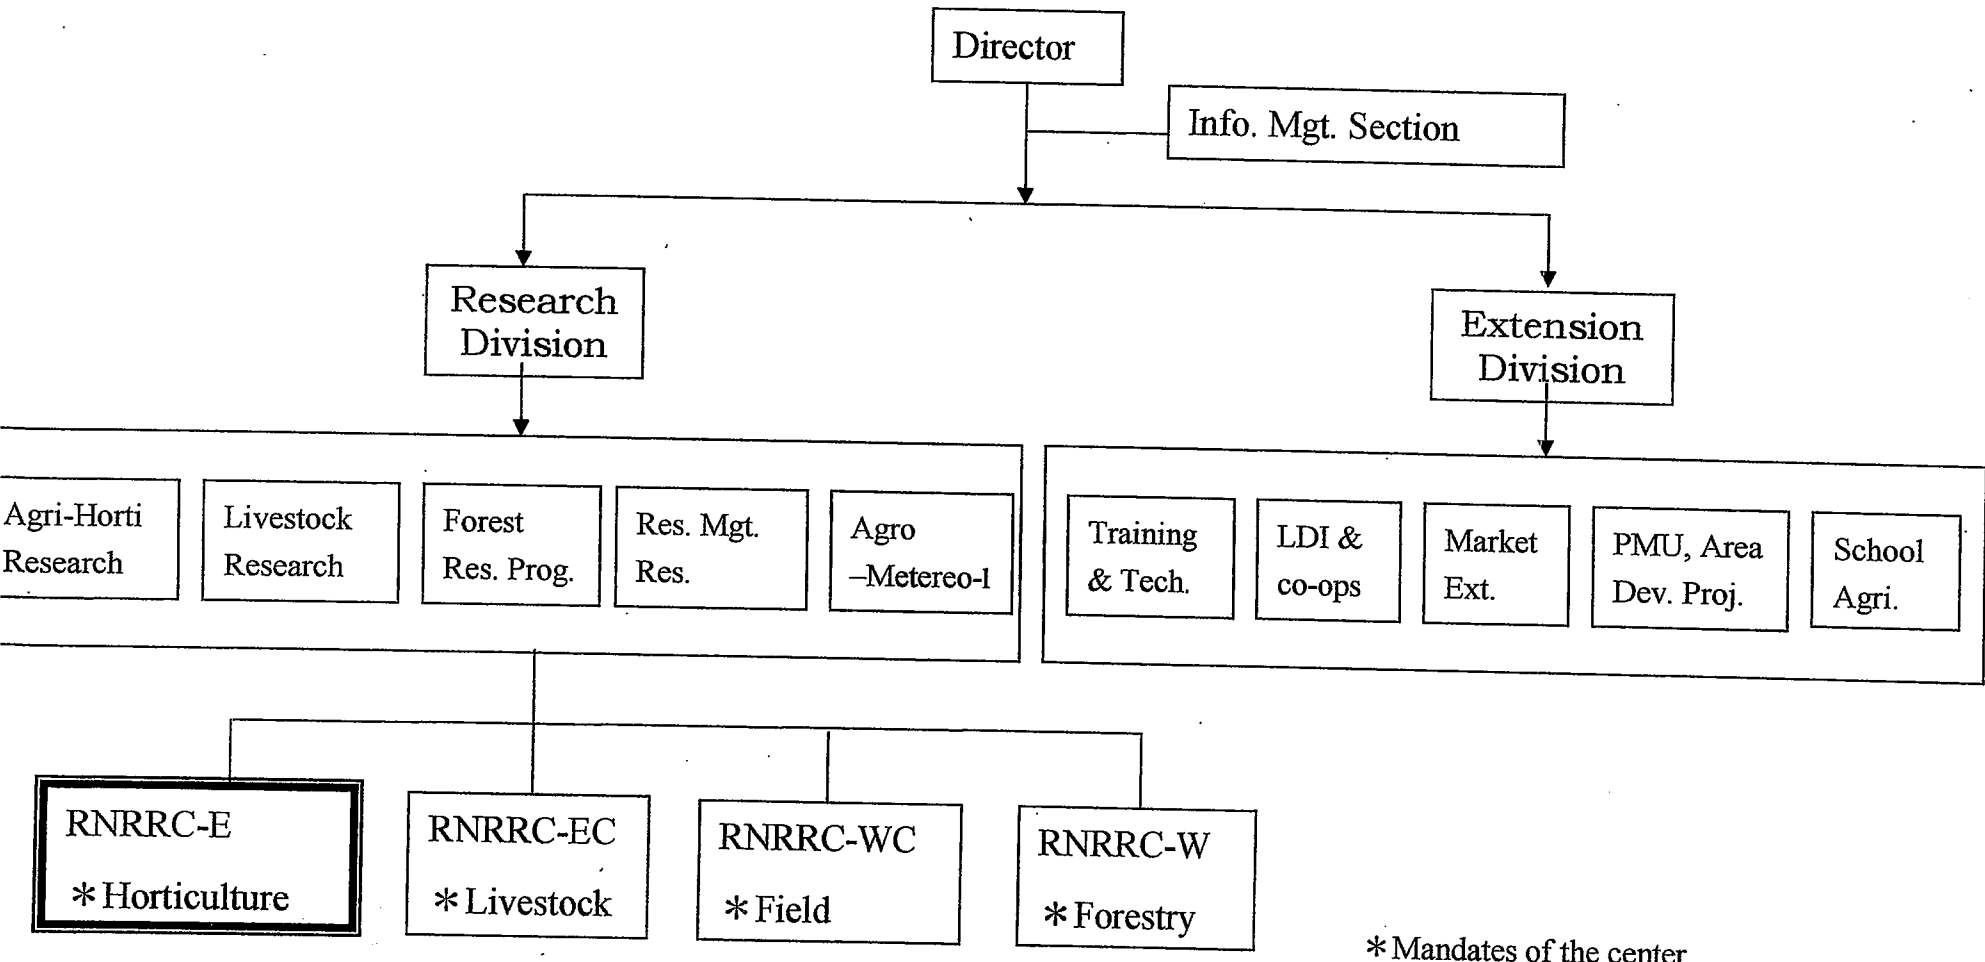 Director
Info. Mgt. Section
Research
Division
Extension
Division
Agri-Horti
Research
Livestock
Research
Forest
Res. Prog.
Res. Mgt.
Res.
Agro
–Metereo-l
Training
& Tech.
LDI &
co-ops
Market
Ext.
PMU, Area
Dev. Proj.
School
Agri.
RNRRC-E
*Horticulture
RNRRC-EC
*Livestock
RNRRC-WC
*Field
RNRRC-W
*Forestry
*Mandates of the center